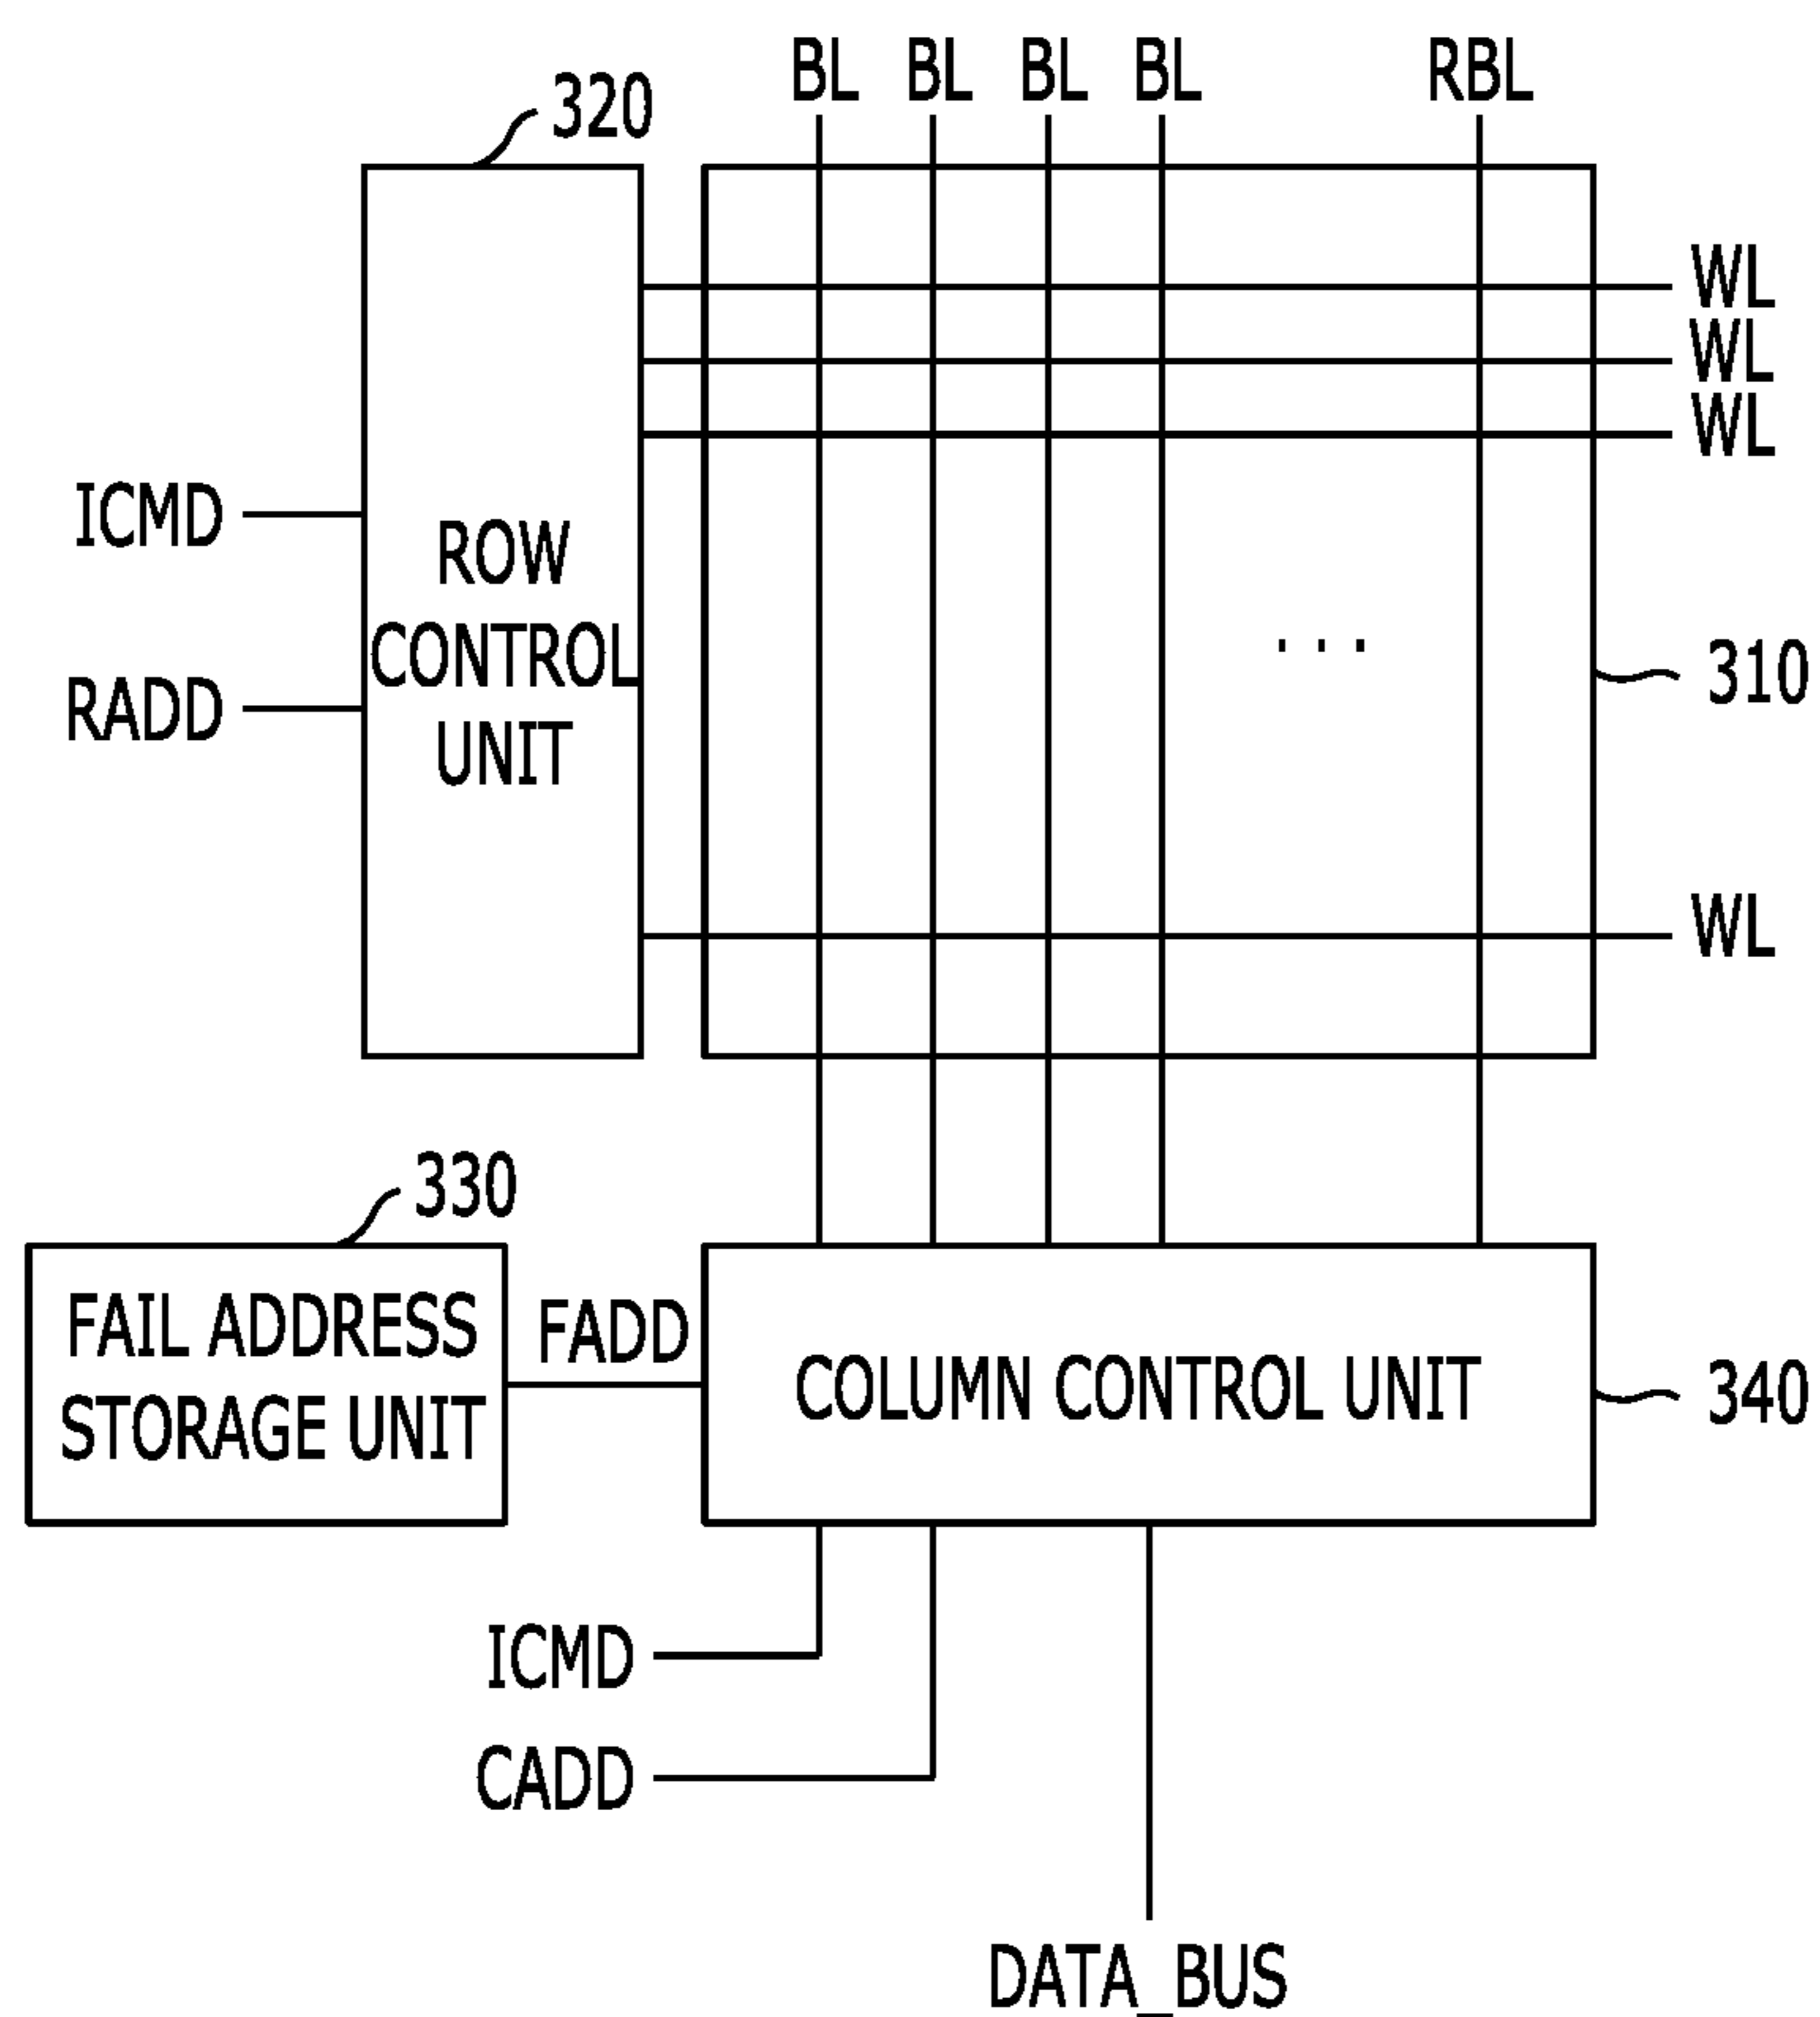 BL BL BL BL RBL
320
WL
WL
WL
ICMD
ROW
CONTROL
UNIT
RADD
...
310
WL
330
FAIL ADDRESS
STORAGE UNIT
FADD
COLUMN CONTROL UNIT
340
ICMD
CADD
DATA_BUS